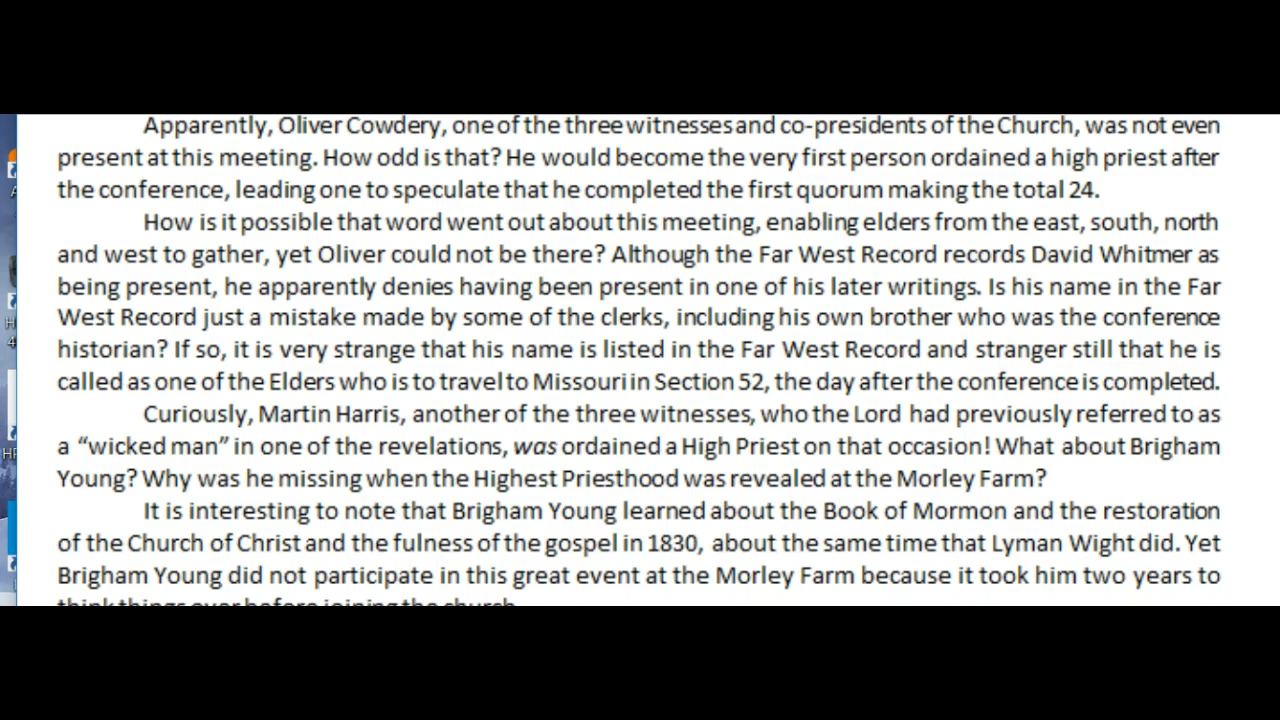 Apparently, Oliver Cowdery, one of the three witnesses and co-presidents of the Church, was not even
present at this meeting. How odd is that? He would become the very first person ordained a high priest after
the conference, leading one to speculate that he completed the first quorum making the total 24.
How is it possible that word went out about this meeting, enabling elders from the east, south, north
and west to gather, yet Oliver could not be there? Although the Far West Record records David Whitmer as
being present, he apparently denies having been present in one of his later writings. Is his name in the Far
West Record just a mistake made by some of the clerks, including his own brother who was the conference
historian? If so, it is very strange that his name is listed in the Far West Record and stranger still that he is
called as one of the Elders who is to travel to Missouri in Section 52, the day after the conference is completed.
Curiously, Martin Harris, another of the three witnesses, who the Lord had previously referred to as
a “wicked man” in one of the revelations, was ordained a High Priest on that occasion! What about Brigham
Young? Why was he missing when the Highest Priesthood was revealed at the Morley Farm?
It is interesting to note that Brigham Young learned about the Book of Mormon and the restoration
of the Church of Christ and the fulness of the gospel in 1830, about the same time that Lyman Wight did. Yet
Brigham Young did not participate in this great event at the Morley Farm because it took him two years to
think things over before joining the church